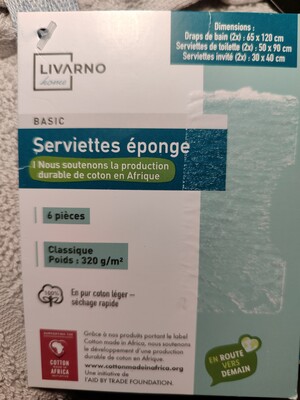 Dimensions :
Draps de bain (2x) : 65 x 120 cm
Serviettes de toilette (2x) : 50 x 90 cm
Serviettes invité (2x) : 30 x 40 cm
LIVARNO
home
BASIC
Serviettes éponge
! Nous soutenons la production
durable de coton en Afrique
6 pièces
Classique
Poids : 320 g/m²
100%
En pur coton léger –
séchage rapide
COTTON
MADE IN
AFRICA
Grâce à nos produits portant le label
Cotton made in Africa, nous soutenons
le développement d'une production
durable de coton en Afrique.
www.cottonmadeinafrica.org
Une initiative de
l'AID BY TRADE FOUNDATION.
EN ROUTE
VERS
DEMAIN